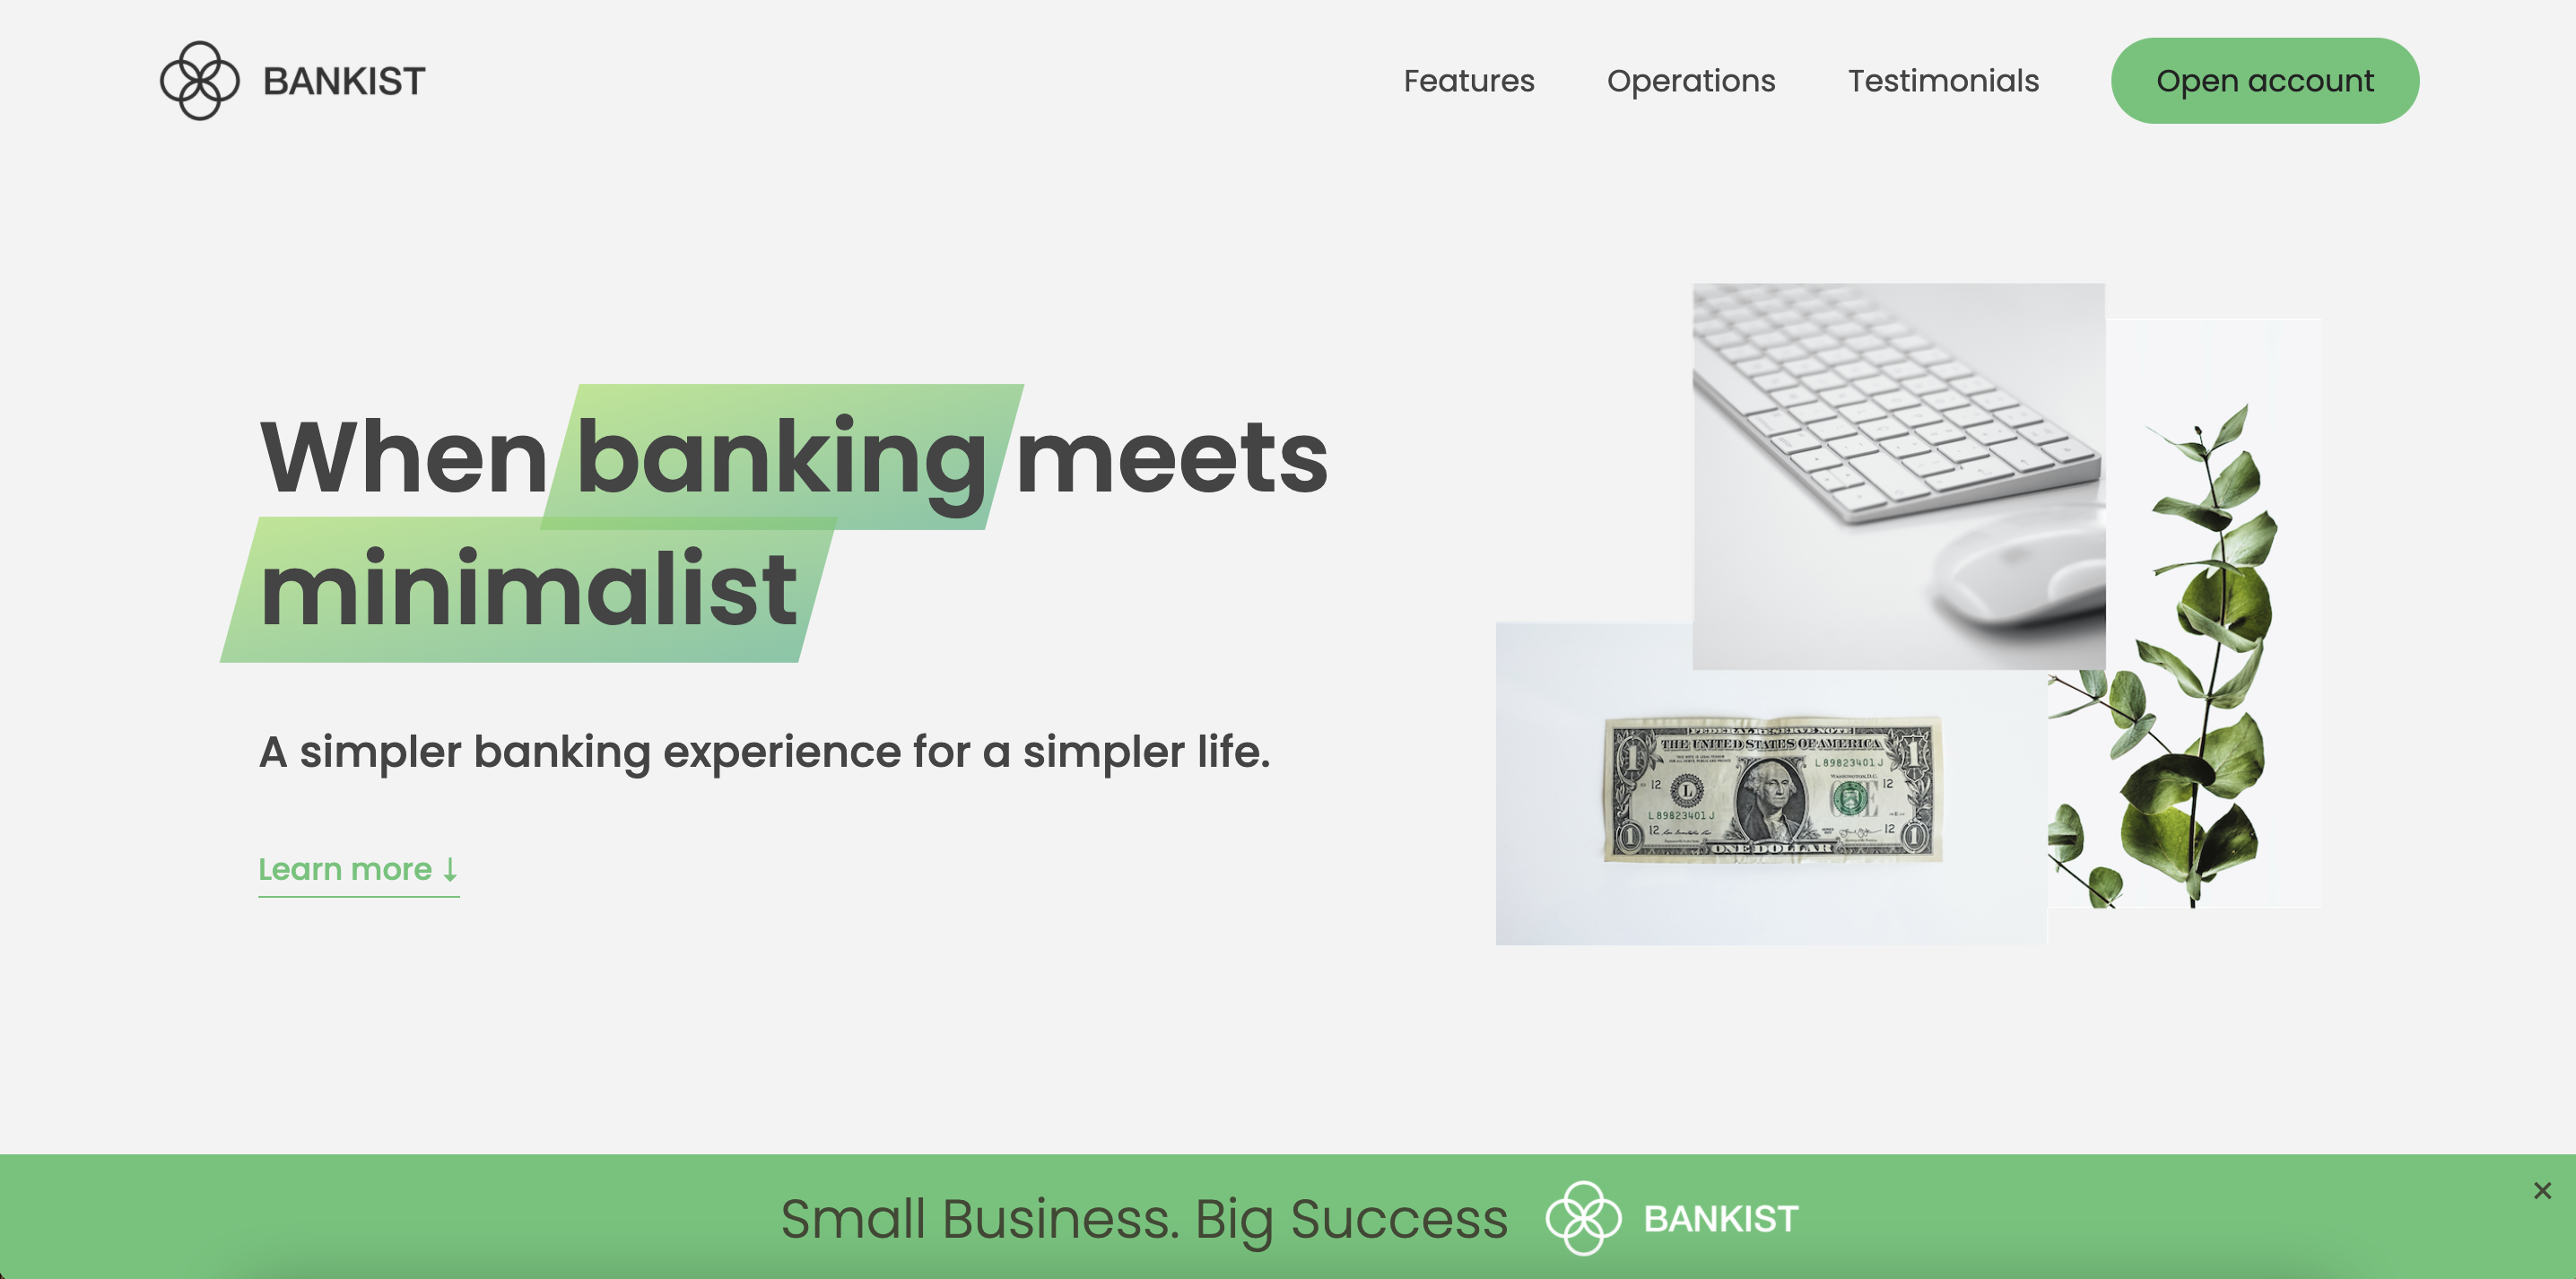 BANKIST
Features Operations Testimonials Open account
When banking meets
minimalist
A simpler banking experience for a simpler life.
Learn more ↓
FEDERAL RESERVE NOTE
THE UNITED STATES OF AMERICA
L 89823401 J
WASHINGTON, D.C.
12 12
L
L 89823401 J
12 12
ONE DOLLAR
1 1
1 1
Small Business. Big Success BANKIST
×